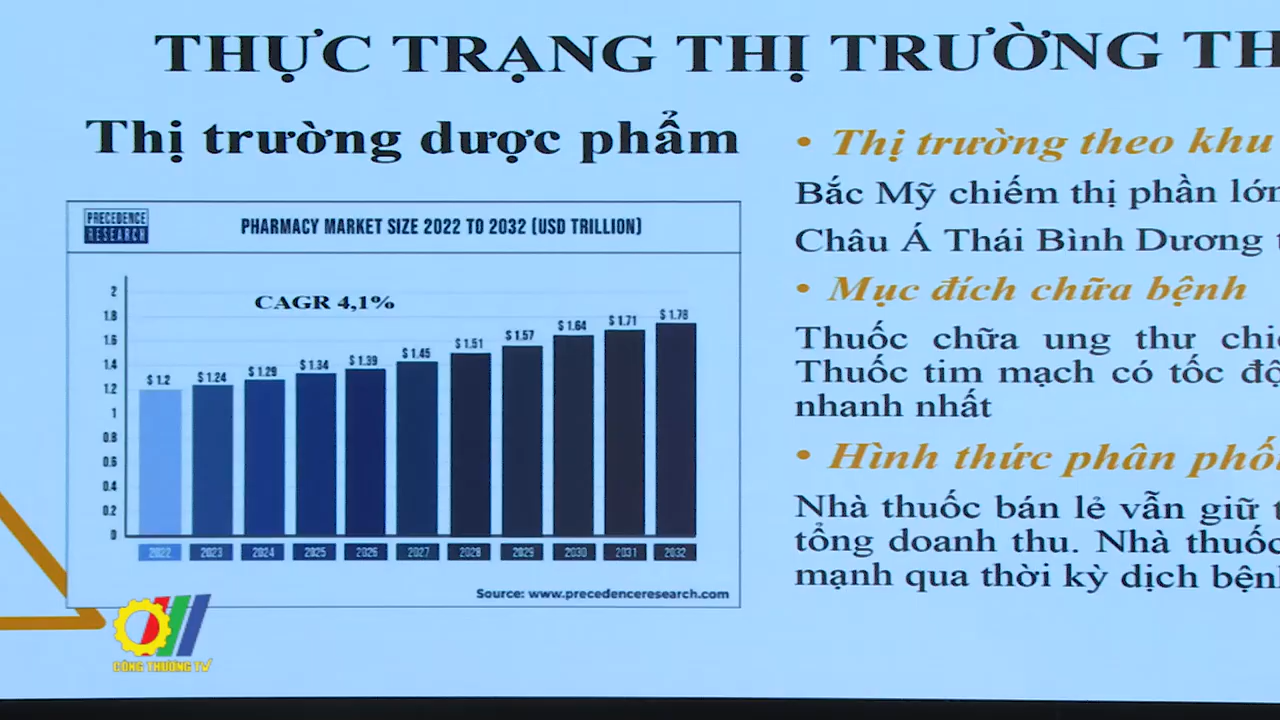 THỰC TRẠNG THỊ TRƯỜNG TH
Thị trường dược phẩm
PRECEDENCE
RESEARCH
PHARMACY MARKET SIZE 2022 TO 2032 (USD TRILLION)
CAGR 4,1%
2
1.8
1.6
1.4
1.2
1
0.8
0.6
0.4
0.2
0
$ 1.2
$ 1.24
$ 1.29
$ 1.34
$ 1.39
$ 1.45
$ 1.51
$ 1.57
$ 1.64
$ 1.71
$ 1.78
2022 2023 2024 2025 2026 2027 2028 2029 2030 2031 2032
Source: www.precedenceresearch.com
• Thị trường theo khu
Bắc Mỹ chiếm thị phần lớn
Châu Á Thái Bình Dương
• Mục đích chữa bệnh
Thuốc chữa ung thư
Thuốc tim mạch có tốc độ
nhanh nhất
• Hình thức phân phối
Nhà thuốc bán lẻ vẫn giữ
tổng doanh thu. Nhà thuốc
mạnh qua thời kỳ dịch bệnh
CÔNG THƯƠNG TV